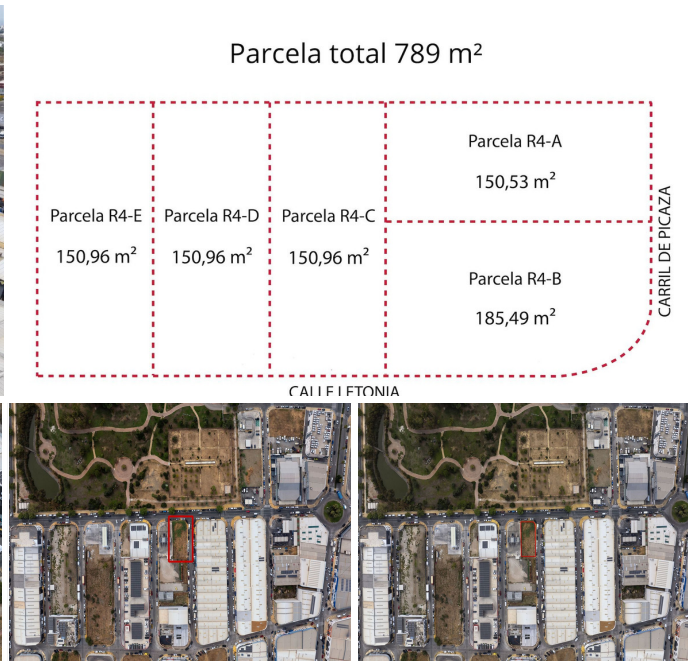 Parcela total 789 m²
Parcela R4-A
150,53 m²
Parcela R4-E
150,96 m²
Parcela R4-D
150,96 m²
Parcela R4-C
150,96 m²
Parcela R4-B
185,49 m²
CARRIL DE PICAZA
CALLE LETONIA